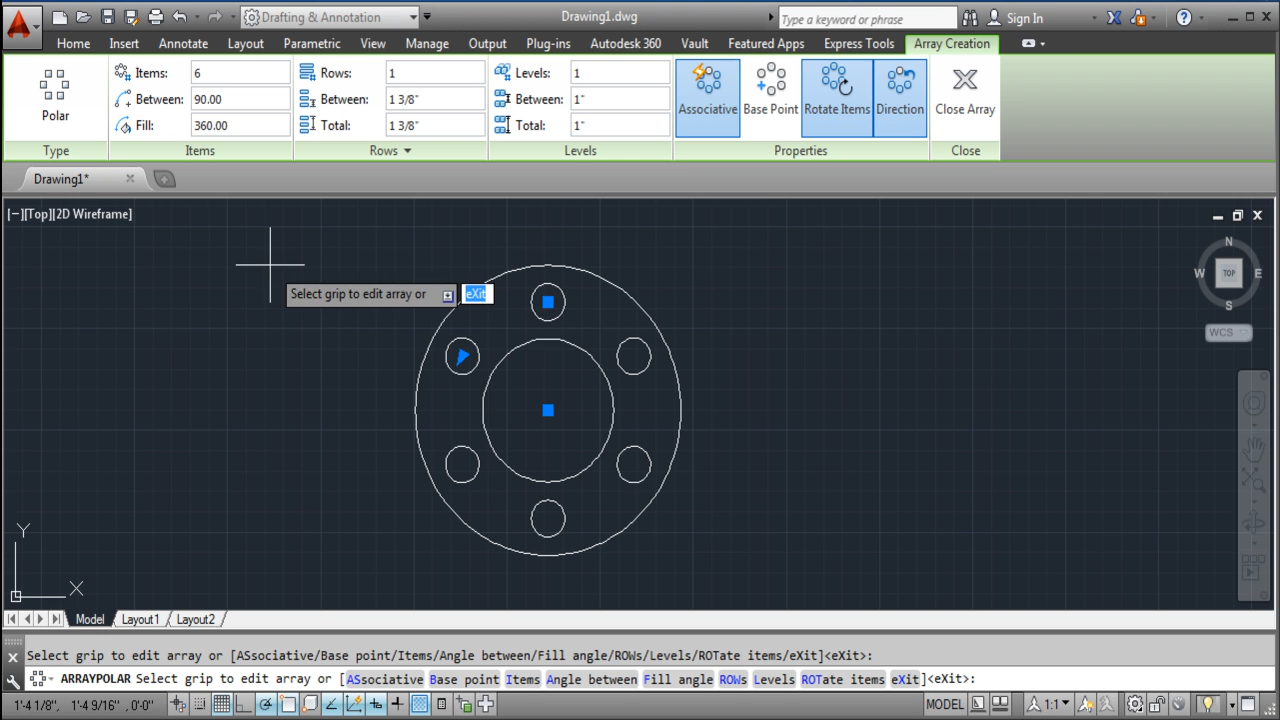 Drafting & Annotation
Drawing1.dwg
Type a keyword or phrase
Sign In
Home Insert Annotate Layout Parametric View Manage Output Plug-ins Autodesk 360 Vault Featured Apps Express Tools Array Creation
Polar
Type
Items: 6
Between: 90.00
Fill: 360.00
Items
Rows: 1
Between: 1 3/8"
Total: 1 3/8"
Rows
Levels: 1
Between: 1"
Total: 1"
Levels
Associative Base Point Rotate Items Direction
Properties
Close Array
Close
Drawing1*
[−][Top][2D Wireframe]
N
W TOP E
S
WCS
Select grip to edit array or eXit
Y
X
Model Layout1 Layout2
Select grip to edit array or [ASsociative/Base point/Items/Angle between/Fill angle/ROWs/Levels/ROTate items/eXit]<eXit>:
ARRAYPOLAR Select grip to edit array or [ASsociative Base point Items Angle between Fill angle ROWs Levels ROTate items eXit]<eXit>:
1'4 1/8", 1'4 9/16", 0'0"
MODEL
1:1